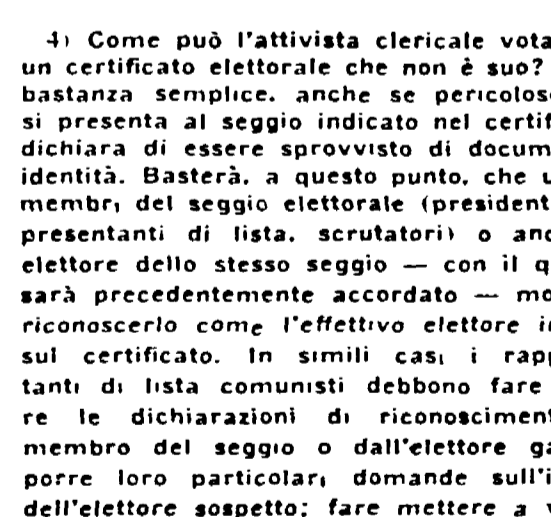 4) Come può l'attivista clericale vota
un certificato elettorale che non è suo?
bastanza semplice. anche se pericolos
si presenta al seggio indicato nel certif
dichiara di essere sprovvisto di docum
identità. Basterà, a questo punto, che u
membri del seggio elettorale (president
presentanti di lista. scrutatori) o anc
elettore dello stesso seggio — con il q
sarà precedentemente accordato — mo
riconoscerlo come l'effettivo elettore i
sul certificato. In simili casi i rapp
tanti di lista comunisti debbono fare
re le dichiarazioni di riconosciment
membro del seggio o dall'elettore ga
porre loro particolari domande sull'i
dell'elettore sospetto; fare mettere a v